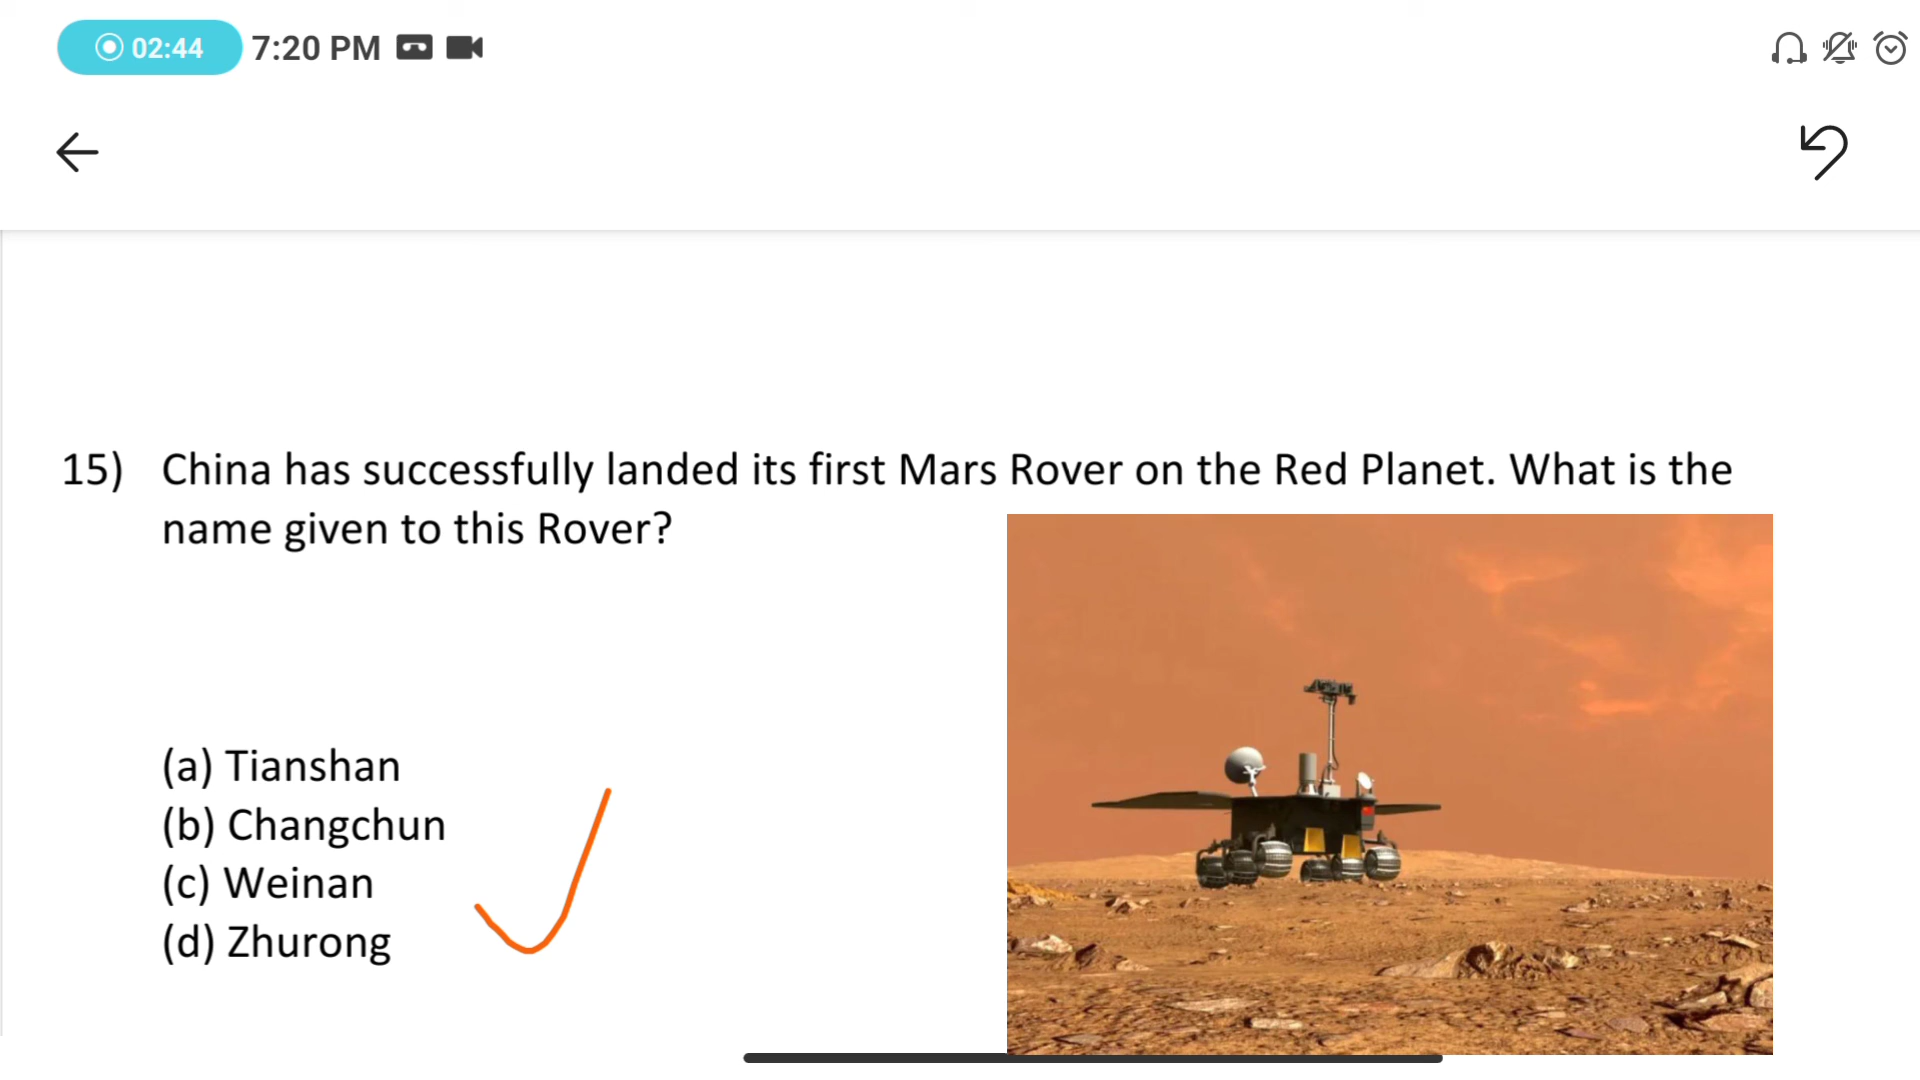 02:44 7:20 PM
15) China has successfully landed its first Mars Rover on the Red Planet. What is the
name given to this Rover?
(a) Tianshan
(b) Changchun
(c) Weinan
(d) Zhurong